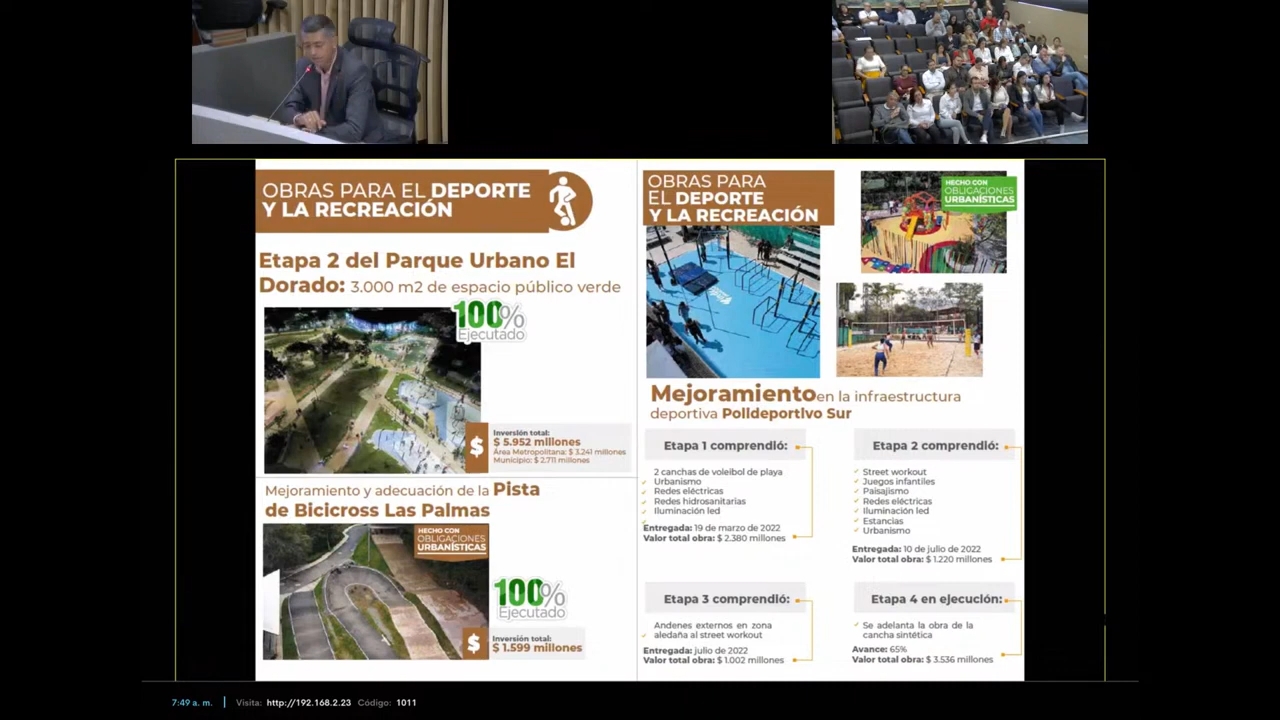 OBRAS PARA EL DEPORTE
Y LA RECREACIÓN
Etapa 2 del Parque Urbano El
Dorado: 3.000 m2 de espacio público verde
100%
Ejecutado
$
Inversión total:
$ 5.952 millones
Área Metropolitana: $ 3.241 millones
Municipio: $ 2.711 millones
Mejoramiento y adecuación de la Pista
de Bicicross Las Palmas
HECHO CON
OBLIGACIONES
URBANÍSTICAS
100%
Ejecutado
$
Inversión total:
$ 1.599 millones
OBRAS PARA
EL DEPORTE
Y LA RECREACIÓN
HECHO CON
OBLIGACIONES
URBANÍSTICAS
Mejoramiento en la infraestructura
deportiva Polideportivo Sur
Etapa 1 comprendió:
2 canchas de voleibol de playa
Urbanismo
Redes eléctricas
Redes hidrosanitarias
Iluminación led
Entregada: 19 de marzo de 2022
Valor total obra: $ 2.380 millones
Etapa 2 comprendió:
Street workout
Juegos infantiles
Paisajismo
Redes eléctricas
Iluminación led
Estancias
Urbanismo
Entregada: 10 de julio de 2022
Valor total obra: $ 1.220 millones
Etapa 3 comprendió:
Andenes externos en zona
aledaña al street workout
Entregada: julio de 2022
Valor total obra: $ 1.002 millones
Etapa 4 en ejecución:
Se adelanta la obra de la
cancha sintética
Avance: 65%
Valor total obra: $ 3.536 millones
7:49 a. m. | Visita: http://192.168.2.23 Código: 1011